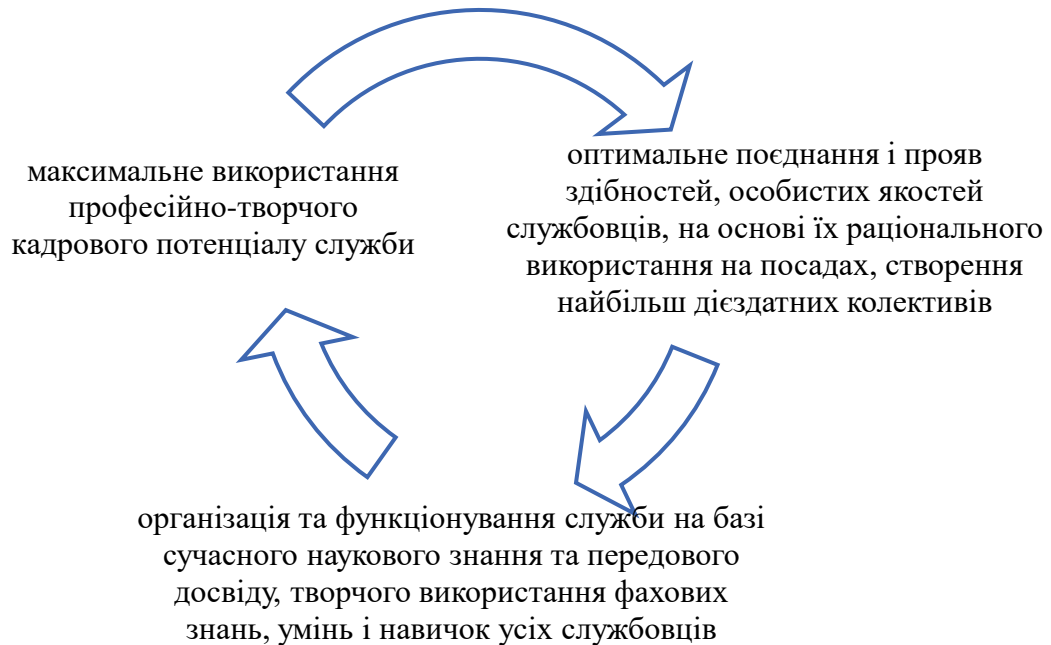 максимальне використання
професійно-творчого
кадрового потенціалу служби
оптимальне поєднання і прояв
здібностей, особистих якостей
службовців, на основі їх раціонального
використання на посадах, створення
найбільш дієздатних колективів
організація та функціонування служби на базі
сучасного наукового знання та передового
досвіду, творчого використання фахових
знань, умінь і навичок усіх службовців